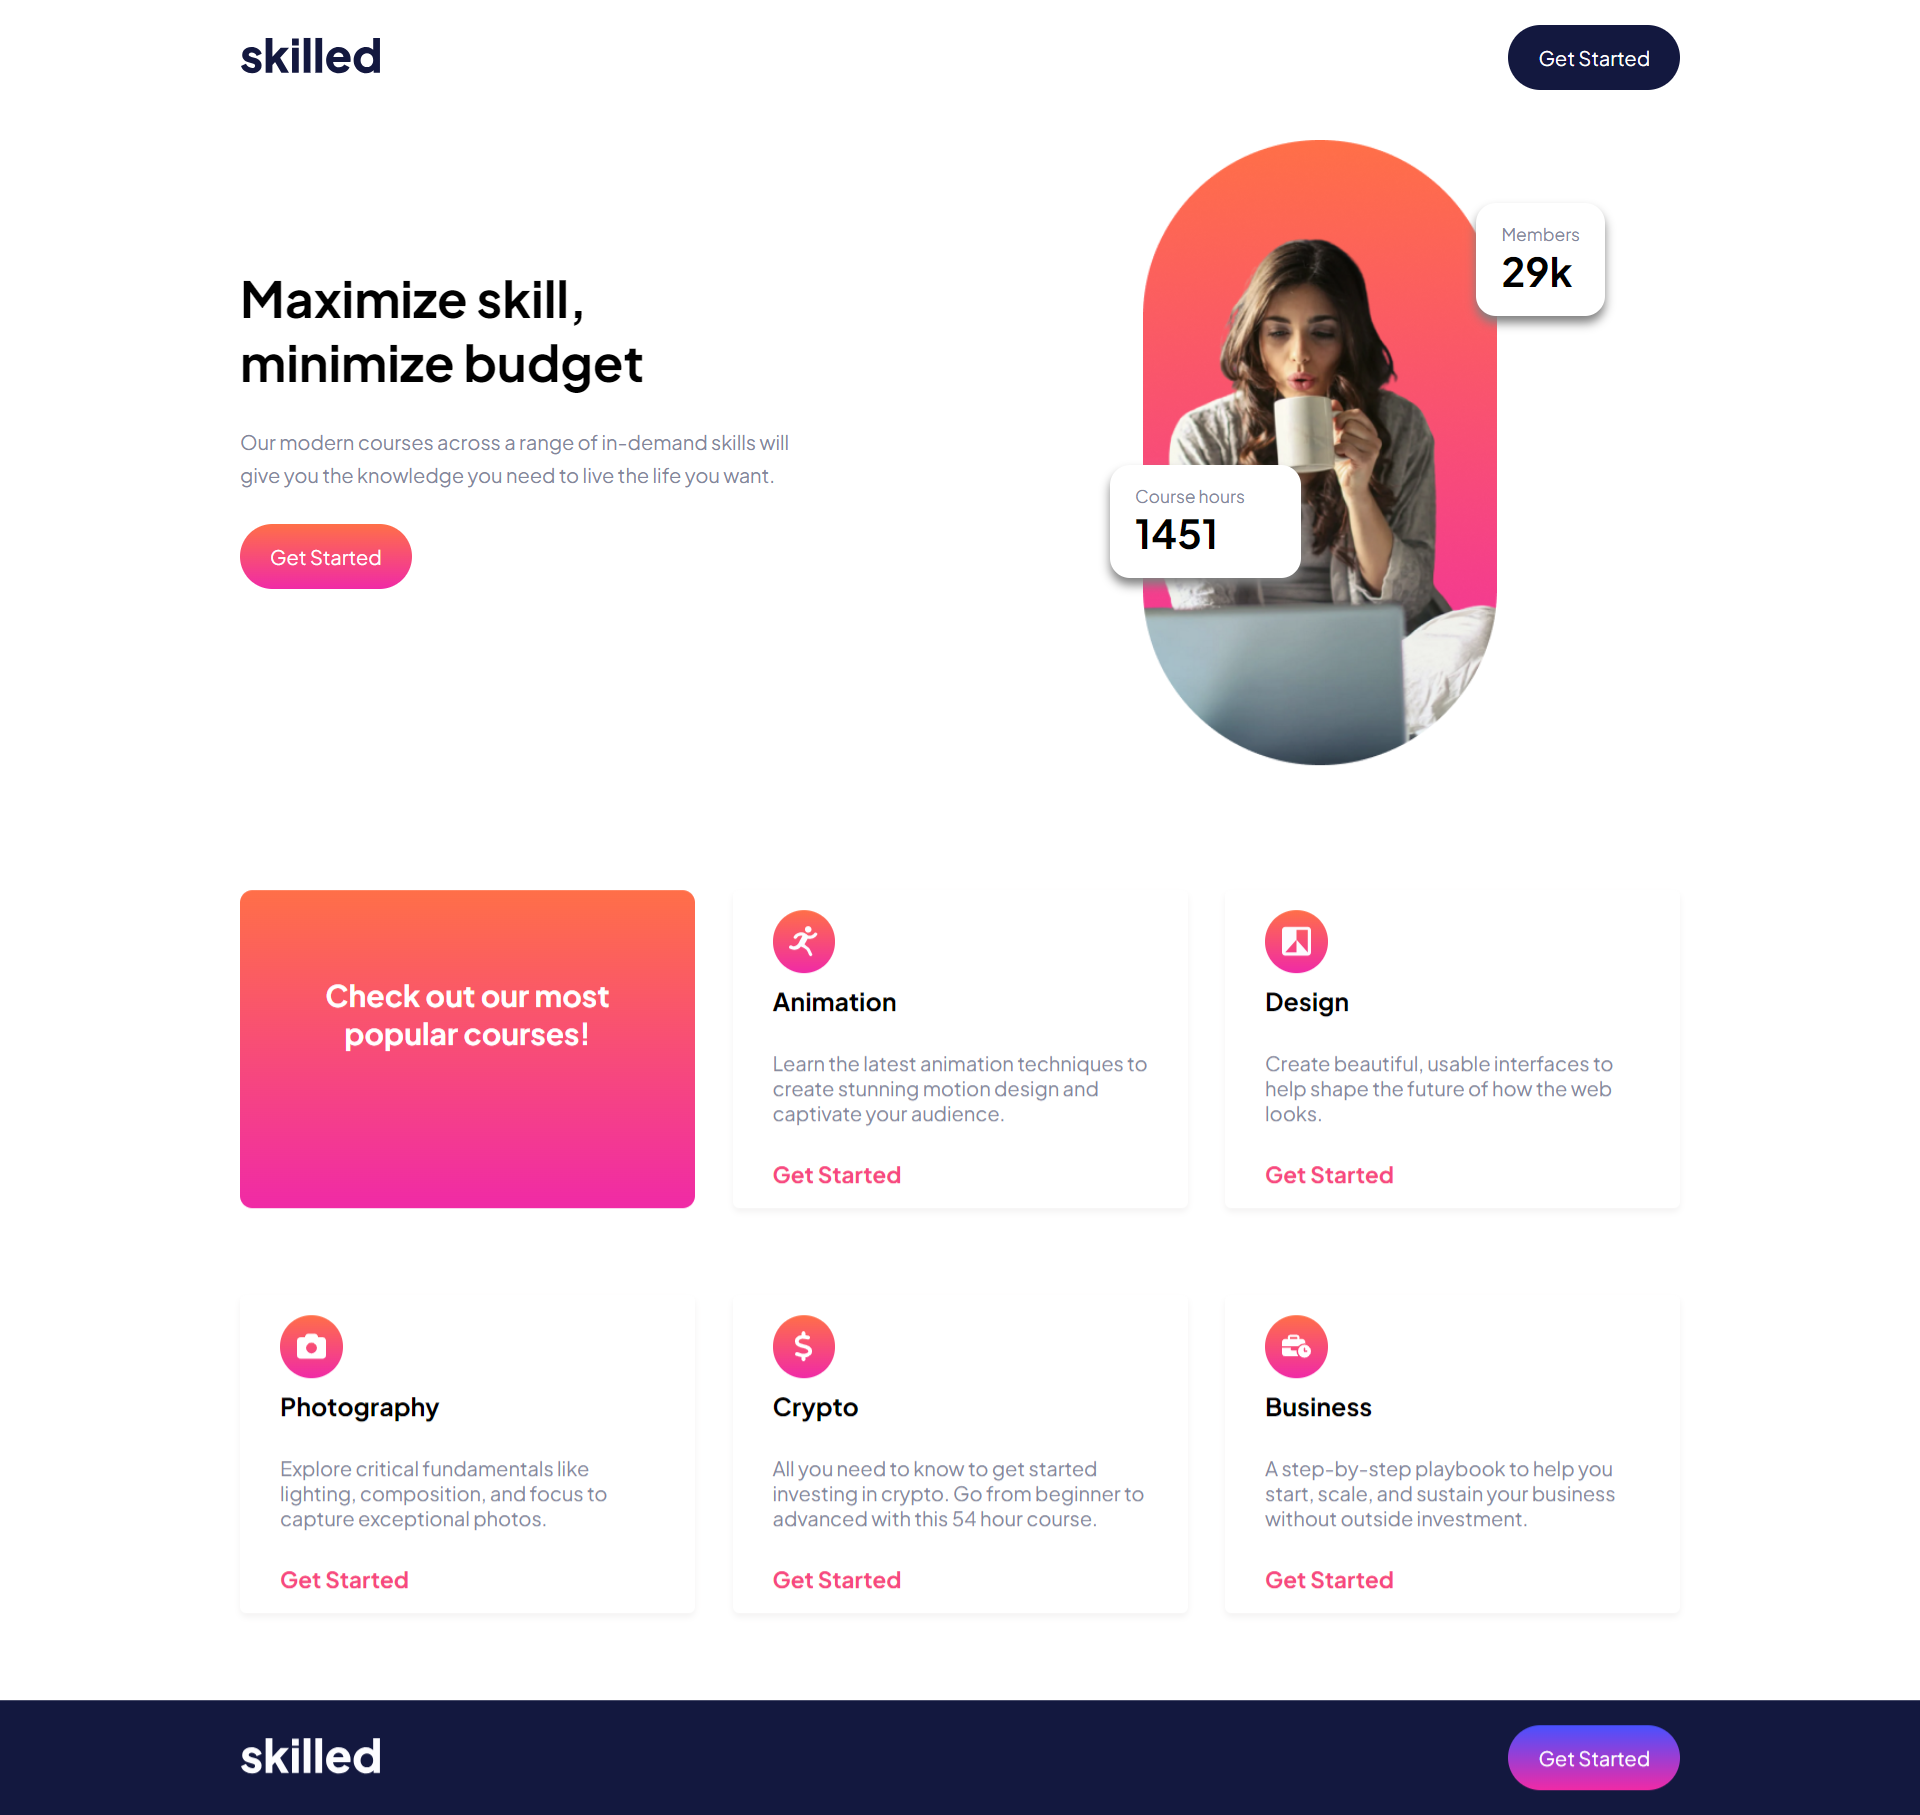 skilled
Get Started
Maximize skill,
minimize budget
Our modern courses across a range of in-demand skills will
give you the knowledge you need to live the life you want.
Get Started
Members
29k
Course hours
1451
Check out our most
popular courses!
Animation
Learn the latest animation techniques to
create stunning motion design and
captivate your audience.
Get Started
Design
Create beautiful, usable interfaces to
help shape the future of how the web
looks.
Get Started
Photography
Explore critical fundamentals like
lighting, composition, and focus to
capture exceptional photos.
Get Started
Crypto
All you need to know to get started
investing in crypto. Go from beginner to
advanced with this 54 hour course.
Get Started
Business
A step-by-step playbook to help you
start, scale, and sustain your business
without outside investment.
Get Started
skilled
Get Started